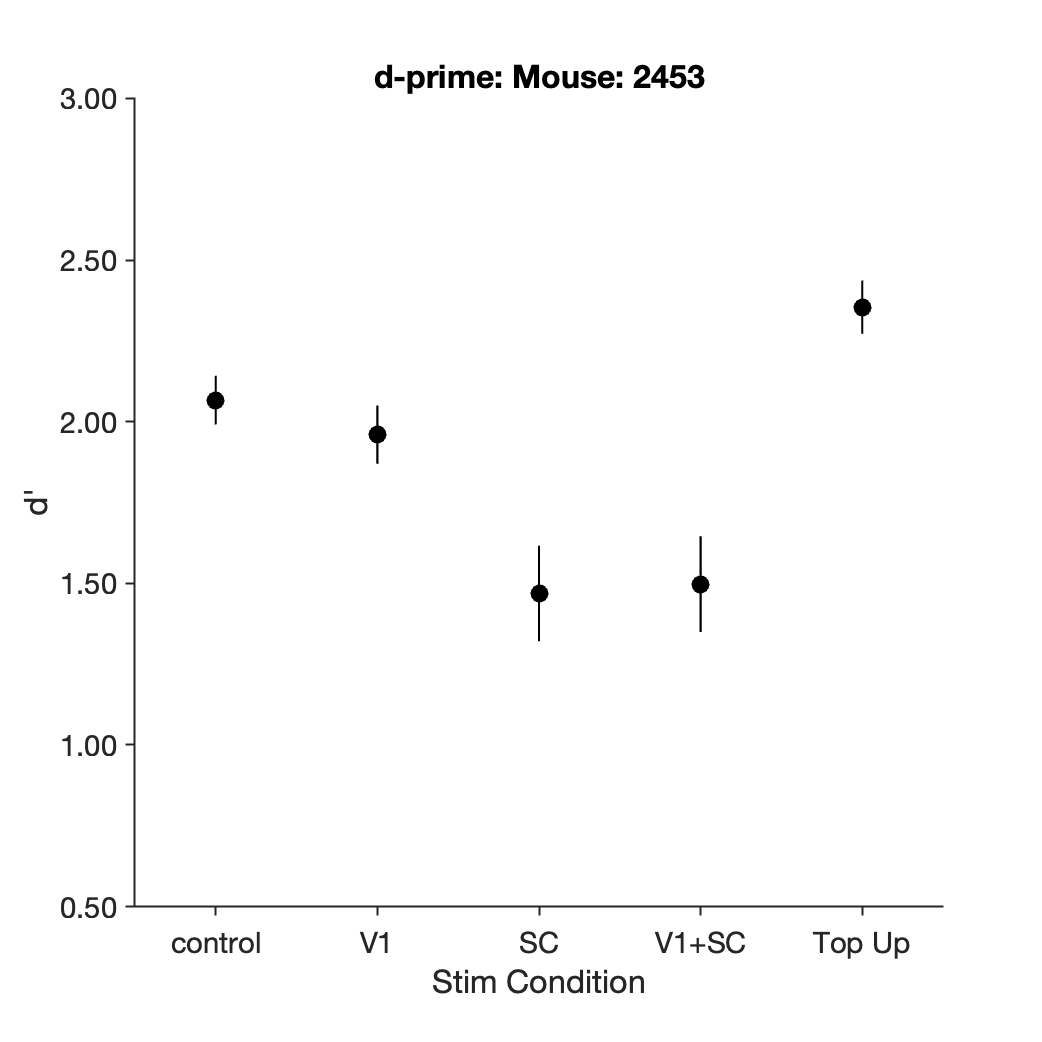 d-prime: Mouse: 2453
3.00
2.50
2.00
1.50
1.00
0.50
d'
control V1 SC V1+SC Top Up
Stim Condition